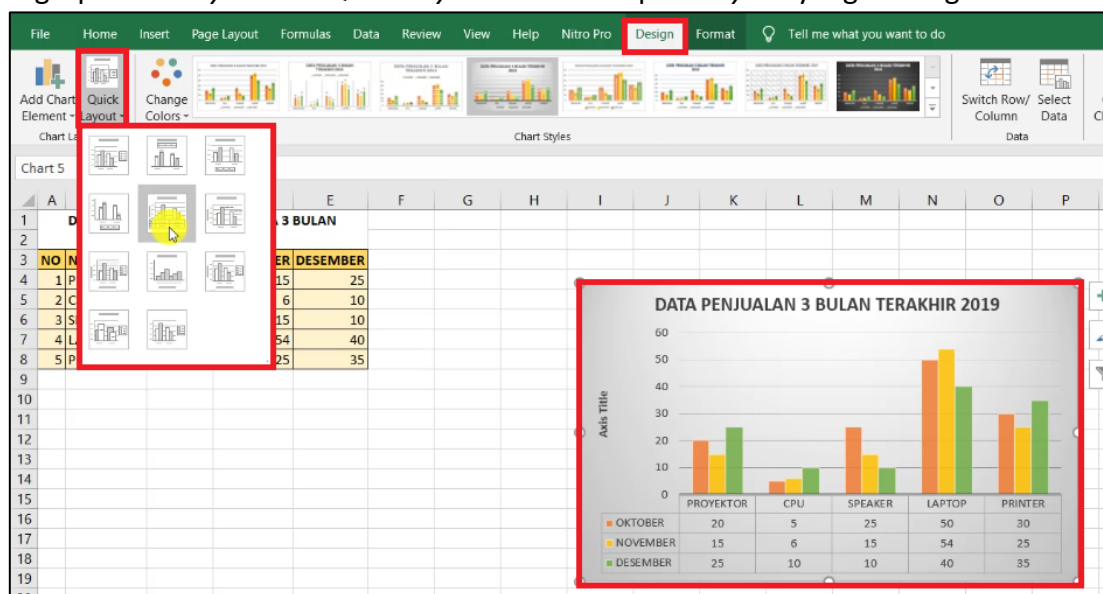 File Home Insert Page Layout Formulas Data Review View Help Nitro Pro Design Format Tell me what you want to do
Add Chart Element Quick Layout Change Colors Switch Row/ Column Select Data
Chart Styles Data
Chart 5
A E F G H I J K L M N O P
1 3 BULAN
2
3 NO DESEMBER
4 1 15 25
5 2 6 10
6 3 15 10
7 4 54 40
8 5 25 35
9
10
11
12
13
14
15
16
17
18
19
DATA PENJUALAN 3 BULAN TERAKHIR 2019
60
50
40
30
20
10
0
Axis Title
PROYEKTOR CPU SPEAKER LAPTOP PRINTER
OKTOBER 20 5 25 50 30
NOVEMBER 15 6 15 54 25
DESEMBER 25 10 10 40 35